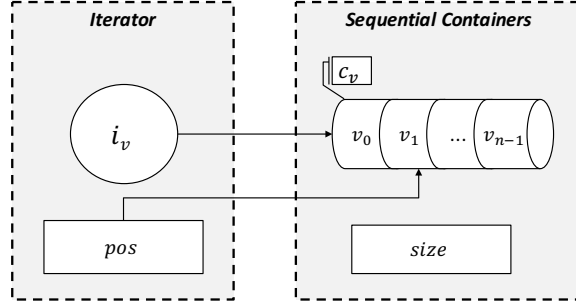 Iterator
Sequential Containers
c_v
i_v
v_0 v_1 ... v_{n-1}
pos
size